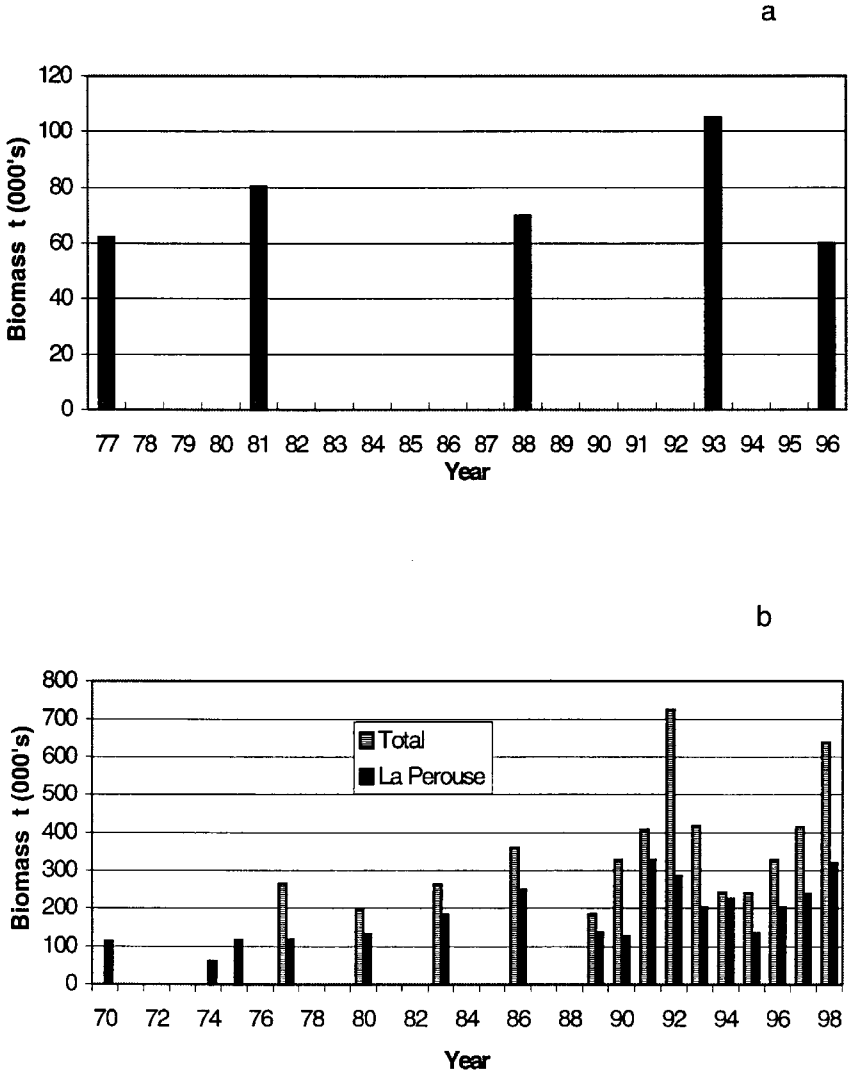 a
120
100
80
60
40
20
0
Biomass t (000's)
77 78 79 80 81 82 83 84 85 86 87 88 89 90 91 92 93 94 95 96
Year
b
800
700
600
500
400
300
200
100
0
Biomass t (000's)
Total
La Perouse
70 72 74 76 78 80 82 84 86 88 90 92 94 96 98
Year